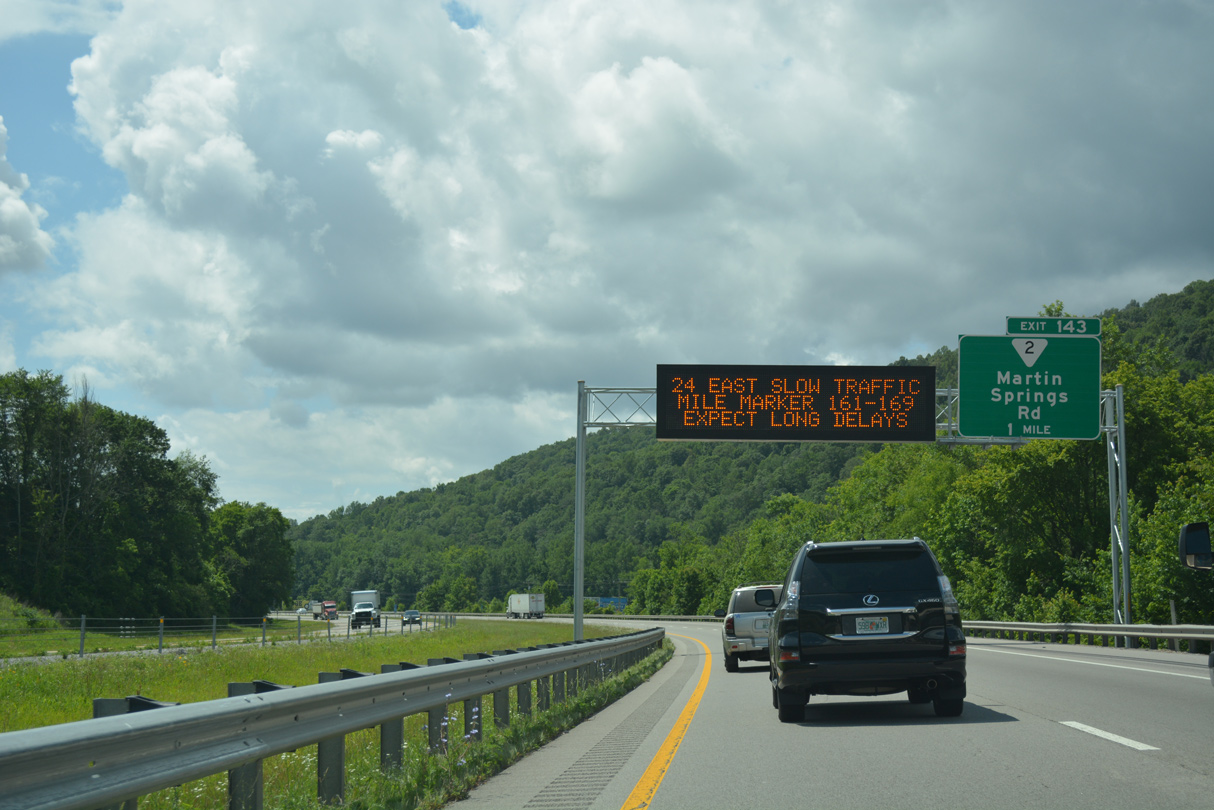 EXIT 143
2
Martin
Springs
Rd
1 MILE
24 EAST SLOW TRAFFIC
MILE MARKER 161-169
EXPECT LONG DELAYS
GX460